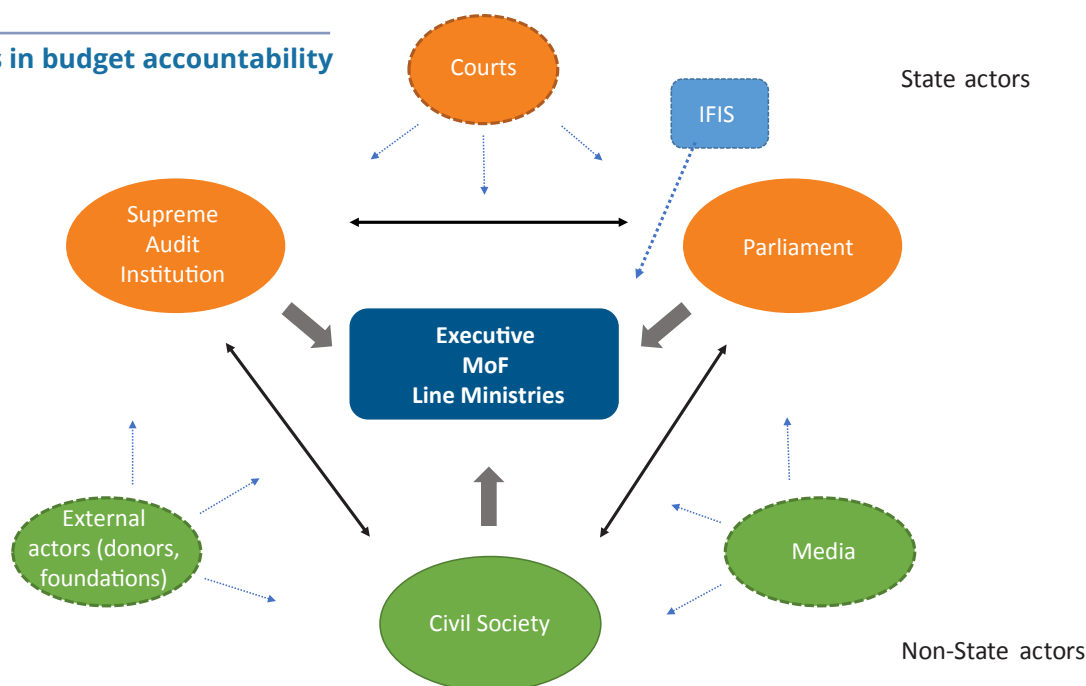 s in budget accountability
Courts
State actors
IFIS
Supreme
Audit
Institution
Parliament
Executive
MoF
Line Ministries
External
actors (donors,
foundations)
Media
Civil Society
Non-State actors